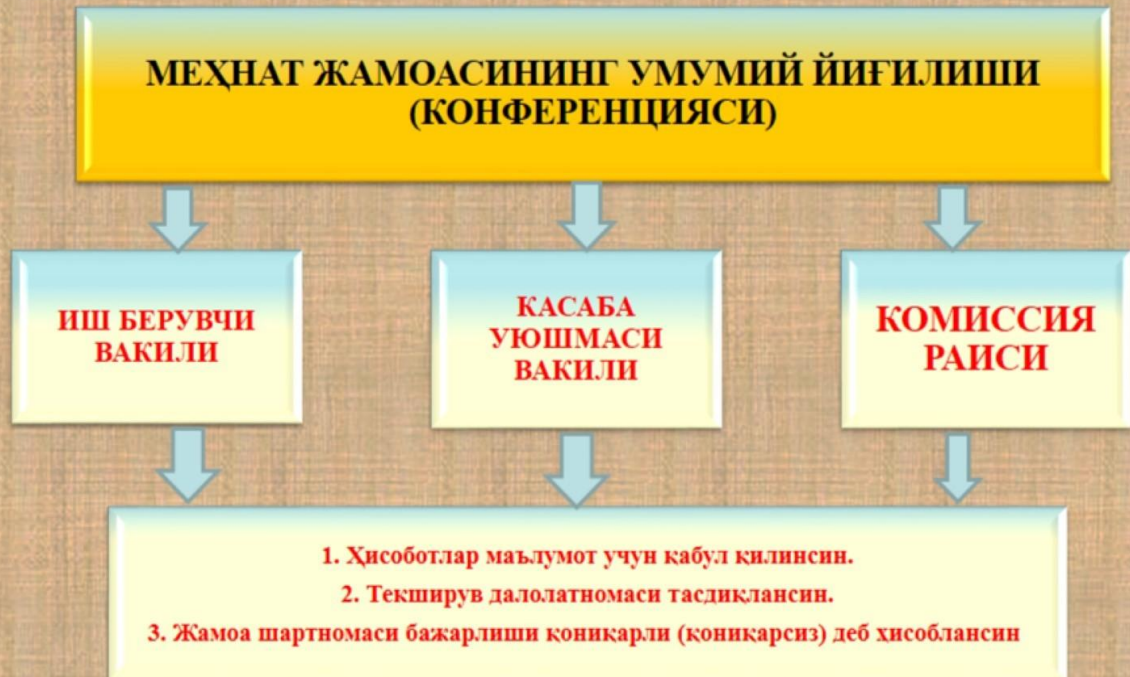 МЕҲНАТ ЖАМОАСИНИНГ УМУМИЙ ЙИҒИЛИШИ
(КОНФЕРЕНЦИЯСИ)
ИШ БЕРУВЧИ
ВАКИЛИ
КАСАБА
УЮШМАСИ
ВАКИЛИ
КОМИССИЯ
РАИСИ
1. Ҳисоботлар маълумот учун қабул қилинсин.
2. Текширув далолатномаси тасдиқлансин.
3. Жамоа шартномаси бажарлиши қониқарли (қониқарсиз) деб ҳисоблансин